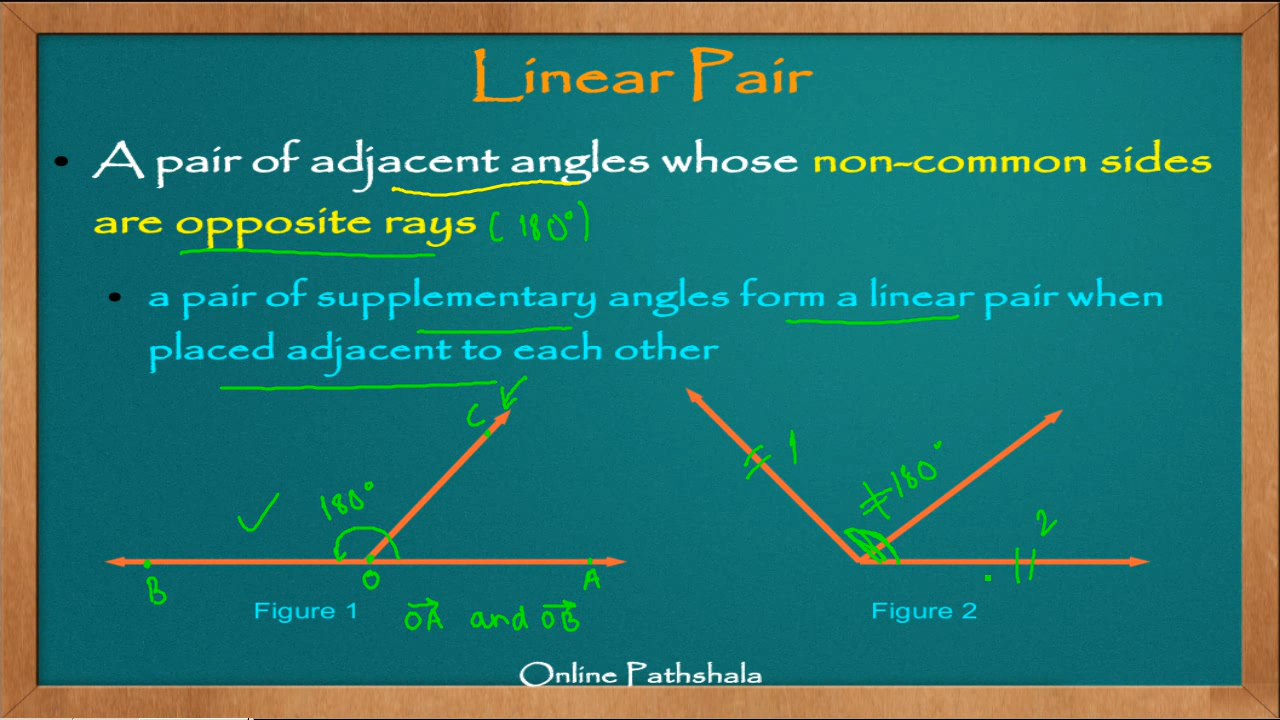 Linear Pair
• A pair of adjacent angles whose non-common sides
are opposite rays (180°)
• a pair of supplementary angles form a linear pair when
placed adjacent to each other
C
180°
B
O
A
Figure 1
OA and OB
1
≠180°
2
Figure 2
Online Pathshala